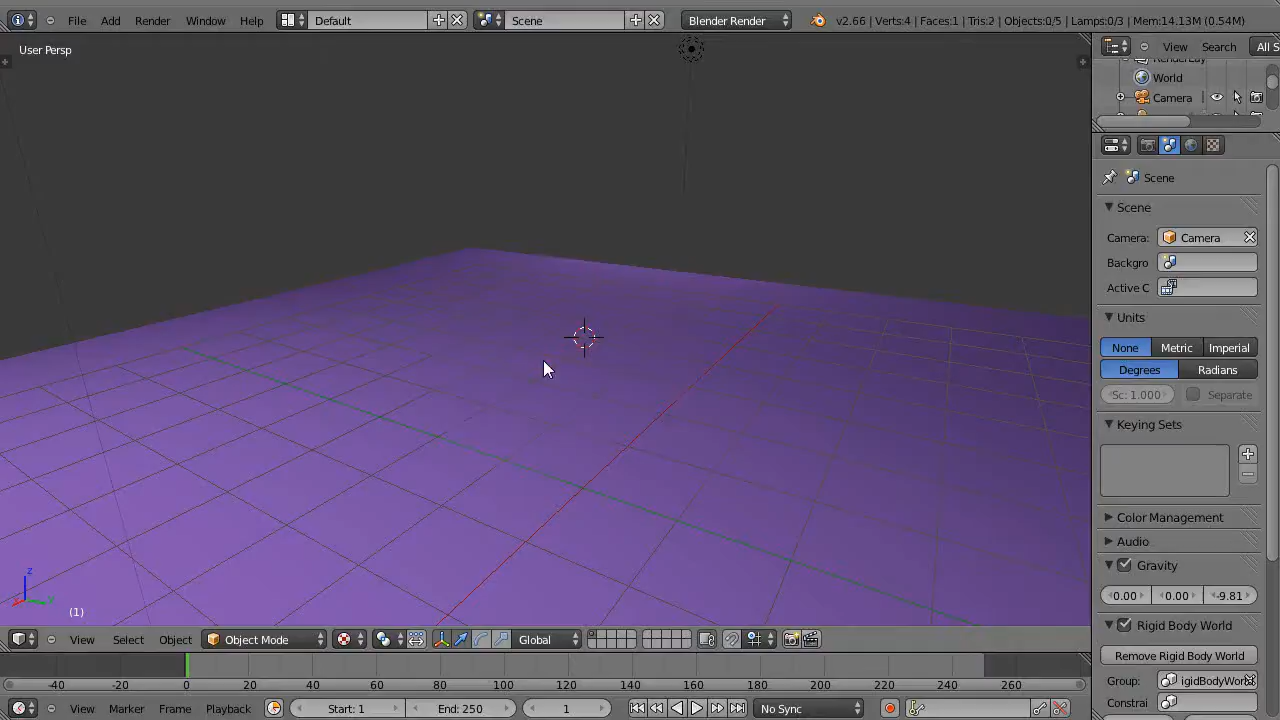 File Add Render Window Help Default Scene Blender Render v2.66 | Verts:4 | Faces:1 | Tris:2 | Objects:0/5 | Lamps:0/3 | Mem:14.13M (0.54M)
User Persp
View Search All S
World
Camera
Scene
Scene
Camera: Camera
Backgro
Active C
Units
None Metric Imperial
Degrees Radians
Sc: 1.000 Separate
Keying Sets
Color Management
Audio
Gravity
0.00 0.00 -9.81
Rigid Body World
Remove Rigid Body World
Group: igidBodyWorl
Constrai
z
(1)
View Select Object Object Mode Global
-40 -20 0 20 40 60 80 100 120 140 160 180 200 220 240 260
View Marker Frame Playback Start: 1 End: 250 1 No Sync